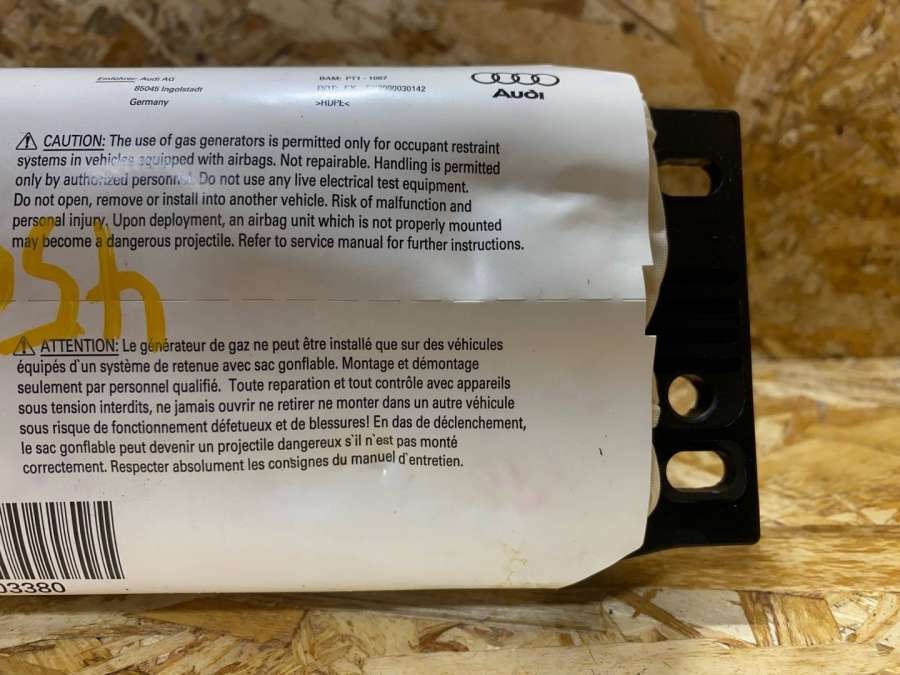 Einführer: Audi AG
85045 Ingolstadt
Germany
BAM: PT1 - 1087
DOT: EX
>HDPE<
Audi
CAUTION: The use of gas generators is permitted only for occupant restraint
systems in vehicles equipped with airbags. Not repairable. Handling is permitted
only by authorized personnel. Do not use any live electrical test equipment.
Do not open, remove or install into another vehicle. Risk of malfunction and
personal injury. Upon deployment, an airbag unit which is not properly mounted
may become a dangerous projectile. Refer to service manual for further instructions.
ATTENTION: Le générateur de gaz ne peut être installé que sur des véhicules
équipés d`un système de retenue avec sac gonflable. Montage et démontage
seulement par personnel qualifié. Toute reparation et tout contrôle avec appareils
sous tension interdits, ne jamais ouvrir ne retirer ne monter dans un autre véhicule
sous risque de fonctionnement défetueux et de blessures! En das de déclenchement,
le sac gonflable peut devenir un projectile dangereux s`il n`est pas monté
correctement. Respecter absolument les consignes du manuel d`entretien.
03380